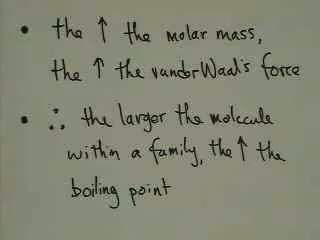 • the ↑ the molar mass,
the ↑ the vanderWaal's force
• ∴ the larger the molecule
within a family, the ↑ the
boiling point